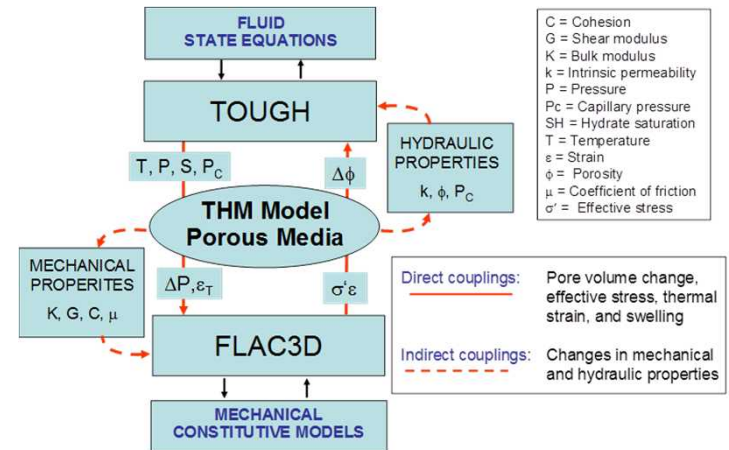 FLUID
STATE EQUATIONS
TOUGH
T, P, S, P_C
Δϕ
HYDRAULIC
PROPERTIES
k, ϕ, P_C
THM Model
Porous Media
MECHANICAL
PROPERITES
K, G, C, μ
ΔP,ε_T
σ‘ε
FLAC3D
MECHANICAL
CONSTITUTIVE MODELS
C = Cohesion
G = Shear modulus
K = Bulk modulus
k = Intrinsic permeability
P = Pressure
Pc = Capillary pressure
SH = Hydrate saturation
T = Temperature
ε = Strain
ϕ = Porosity
μ = Coefficient of friction
σ' = Effective stress
Direct couplings: Pore volume change,
effective stress, thermal
strain, and swelling
Indirect couplings: Changes in mechanical
and hydraulic properties